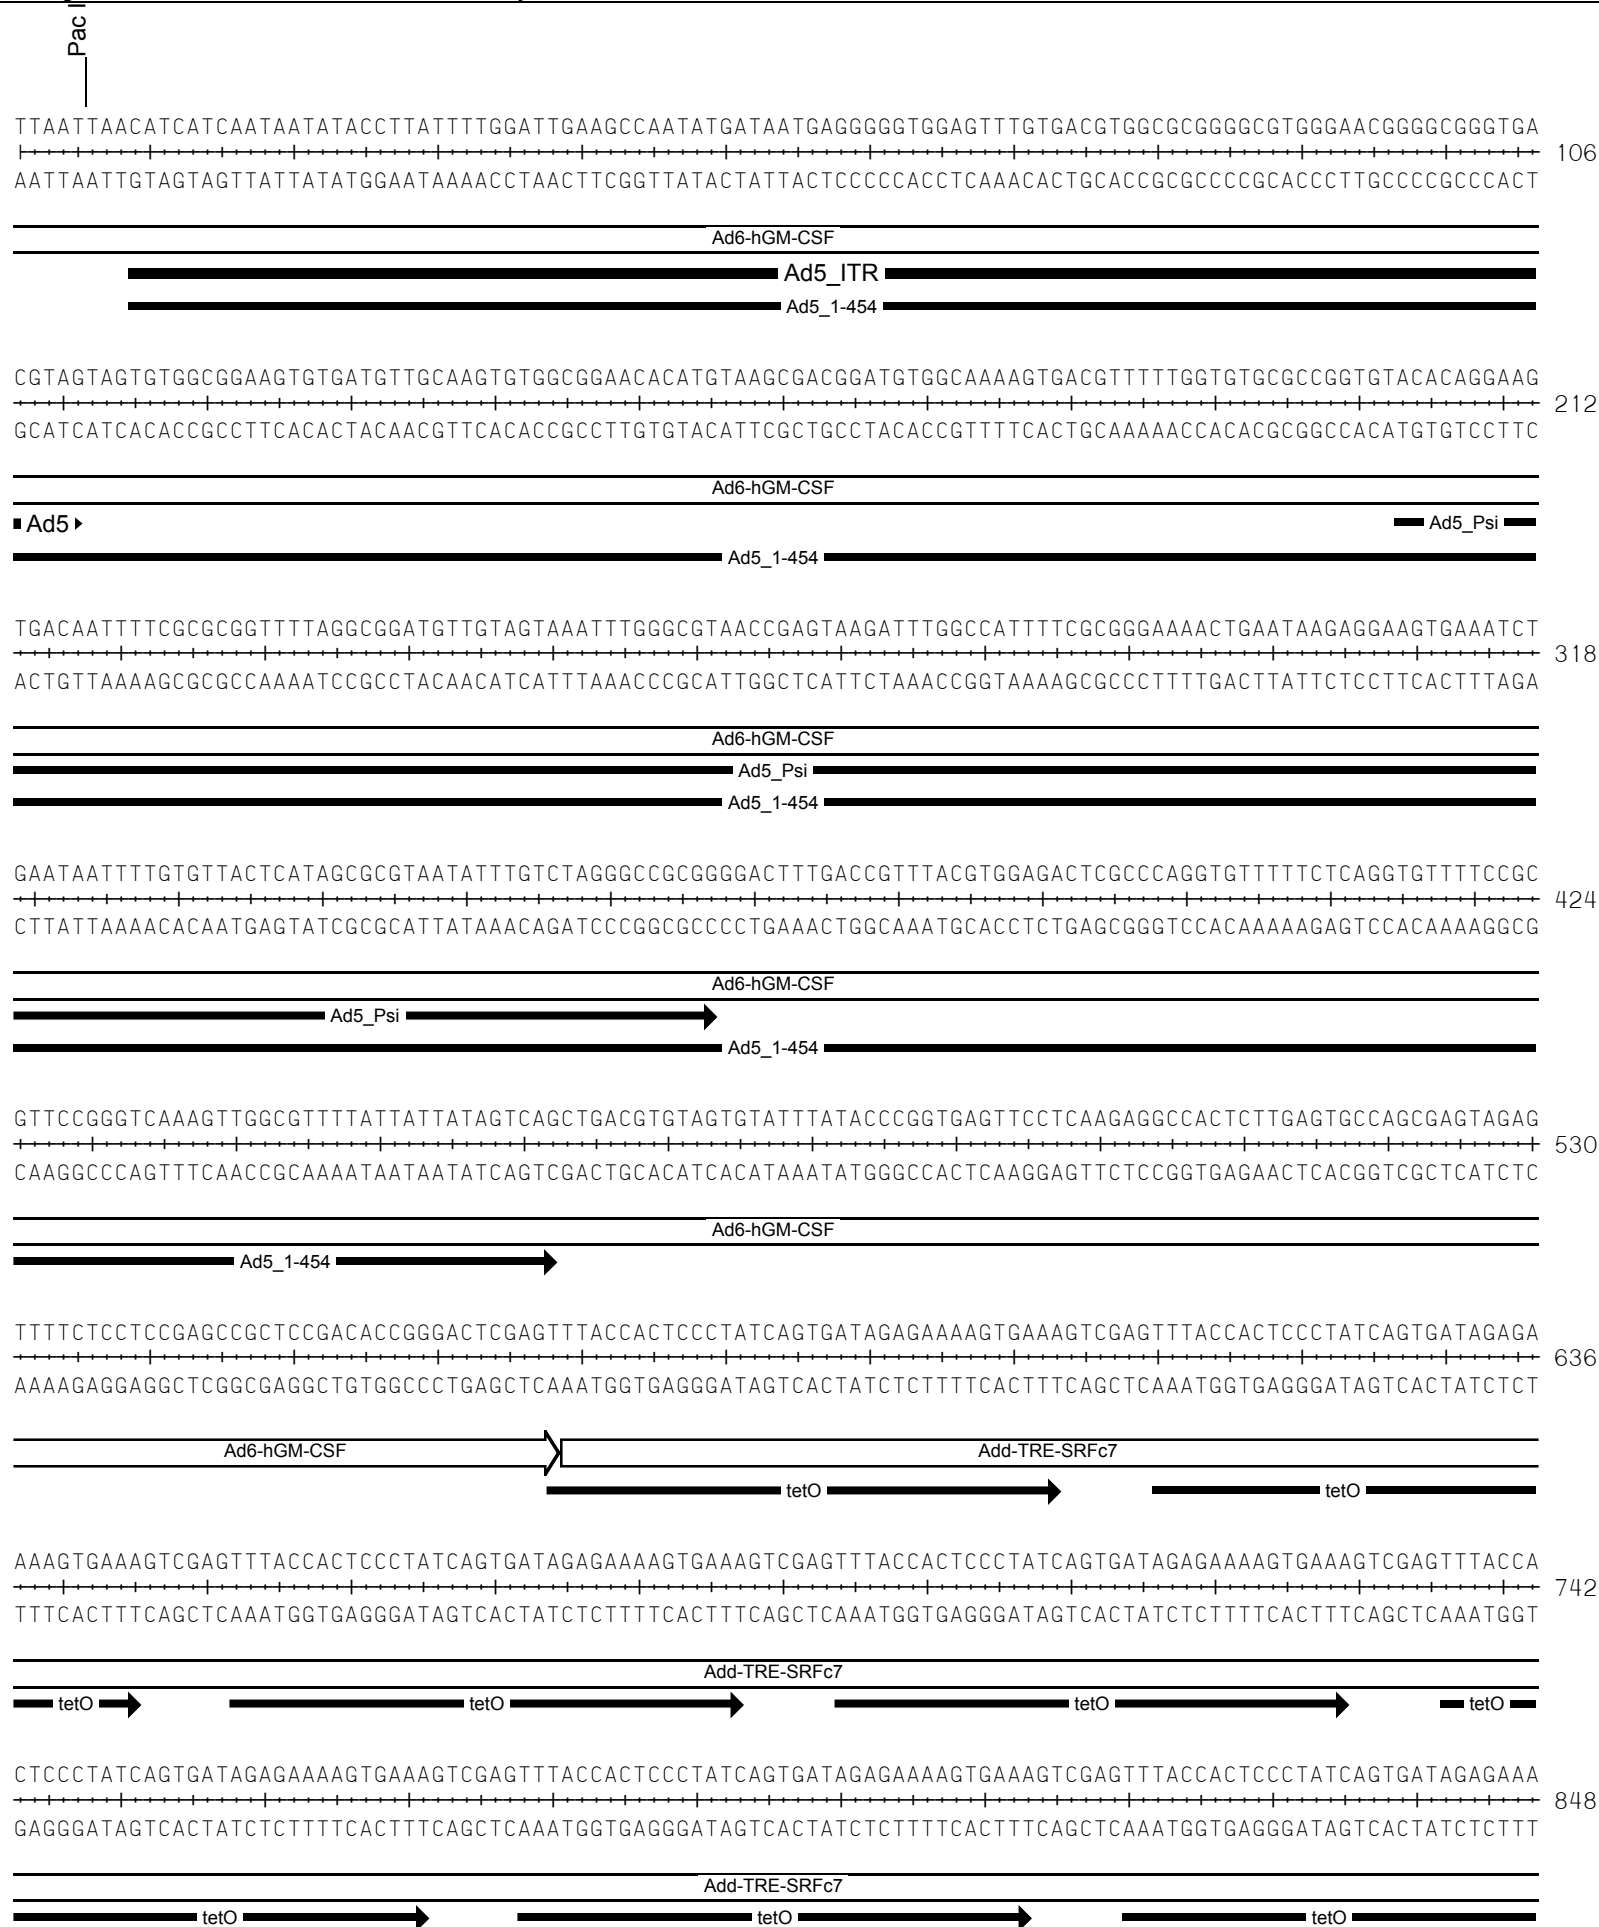 Pac I
TTAATTAACATCATCAATAATATACCTTATTTTGGATTGAAGCCAATATGATAATGAGGGGGTGGAGTTTGTGACGTGGCGCGGGGCGTGGGAACGGGGCGGGTGA
106
AATTAATTGTAGTAGTTATTATATGGAATAAAACCTAACTTCGGTTATACTATTACTCCCCCACCTCAAACACTGCACCGCGCCCCGCACCCTTGCCCCGCCCACT
Ad6-hGM-CSF
Ad5_ITR
Ad5_1-454
CGTAGTAGTGTGGCGGAAGTGTGATGTTGCAAGTGTGGCGGAACACATGTAAGCGACGGATGTGGCAAAAGTGACGTTTTTGGTGTGCGCCGGTGTACACAGGAAG
212
GCATCATCACACCGCCTTCACACTACAACGTTCACACCGCCTTGTGTACATTCGCTGCCTACACCGTTTTCACTGCAAAAACCACACGCGGCCACATGTGTCCTTC
Ad6-hGM-CSF
Ad5 Ad5_Psi
Ad5_1-454
TGACAATTTTCGCGCGGTTTTAGGCGGATGTTGTAGTAAATTTGGGCGTAACCGAGTAAGATTTGGCCATTTTCGCGGGAAAACTGAATAAGAGGAAGTGAAATCT
318
ACTGTTAAAAGCGCGCCAAAATCCGCCTACAACATCATTTAAACCCGCATTGGCTCATTCTAAACCGGTAAAAGCGCCCTTTTGACTTATTCTCCTTCACTTTAGA
Ad6-hGM-CSF
Ad5_Psi
Ad5_1-454
GAATAATTTTGTGTTACTCATAGCGCGTAATATTTGTCTAGGGCCGCGGGGACTTTGACCGTTTACGTGGAGACTCGCCCAGGTGTTTTTCTCAGGTGTTTTCCGC
424
CTTATTAAAACACAATGAGTATCGCGCATTATAAACAGATCCCGGCGCCCCTGAAACTGGCAAATGCACCTCTGAGCGGGTCCACAAAAAGAGTCCACAAAAGGCG
Ad6-hGM-CSF
Ad5_Psi
Ad5_1-454
GTTCCGGGTCAAAGTTGGCGTTTTATTATTATAGTCAGCTGACGTGTAGTGTATTTATACCCGGTGAGTTCCTCAAGAGGCCACTCTTGAGTGCCAGCGAGTAGAG
530
CAAGGCCCAGTTTCAACCGCAAAATAATAATATCAGTCGACTGCACATCACATAAATATGGGCCACTCAAGGAGTTCTCCGGTGAGAACTCACGGTCGCTCATCTC
Ad6-hGM-CSF
Ad5_1-454
TTTTCTCCTCCGAGCCGCTCCGACACCGGGACTCGAGTTTACCACTCCCTATCAGTGATAGAGAAAAGTGAAAGTCGAGTTTACCACTCCCTATCAGTGATAGAGA
636
AAAAGAGGAGGCTCGGCGAGGCTGTGGCCCTGAGCTCAAATGGTGAGGGATAGTCACTATCTCTTTTCACTTTCAGCTCAAATGGTGAGGGATAGTCACTATCTCT
Ad6-hGM-CSF Add-TRE-SRFc7
tetO tetO
AAAGTGAAAGTCGAGTTTACCACTCCCTATCAGTGATAGAGAAAAGTGAAAGTCGAGTTTACCACTCCCTATCAGTGATAGAGAAAAGTGAAAGTCGAGTTTACCA
742
TTTCACTTTCAGCTCAAATGGTGAGGGATAGTCACTATCTCTTTTCACTTTCAGCTCAAATGGTGAGGGATAGTCACTATCTCTTTTCACTTTCAGCTCAAATGGT
Add-TRE-SRFc7
tetO tetO tetO tetO
CTCCCTATCAGTGATAGAGAAAAGTGAAAGTCGAGTTTACCACTCCCTATCAGTGATAGAGAAAAGTGAAAGTCGAGTTTACCACTCCCTATCAGTGATAGAGAAA
848
GAGGGATAGTCACTATCTCTTTTCACTTTCAGCTCAAATGGTGAGGGATAGTCACTATCTCTTTTCACTTTCAGCTCAAATGGTGAGGGATAGTCACTATCTCTTT
Add-TRE-SRFc7
tetO tetO tetO